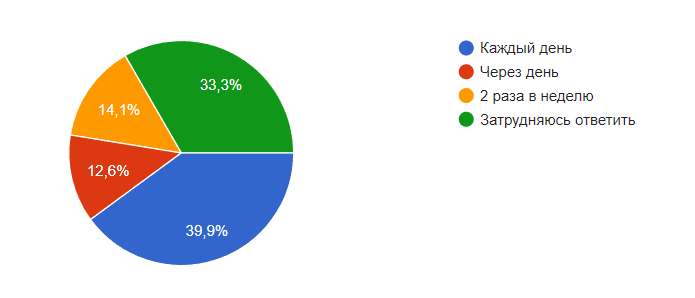 Каждый день
Через день
2 раза в неделю
Затрудняюсь ответить
33,3%
14,1%
12,6%
39,9%